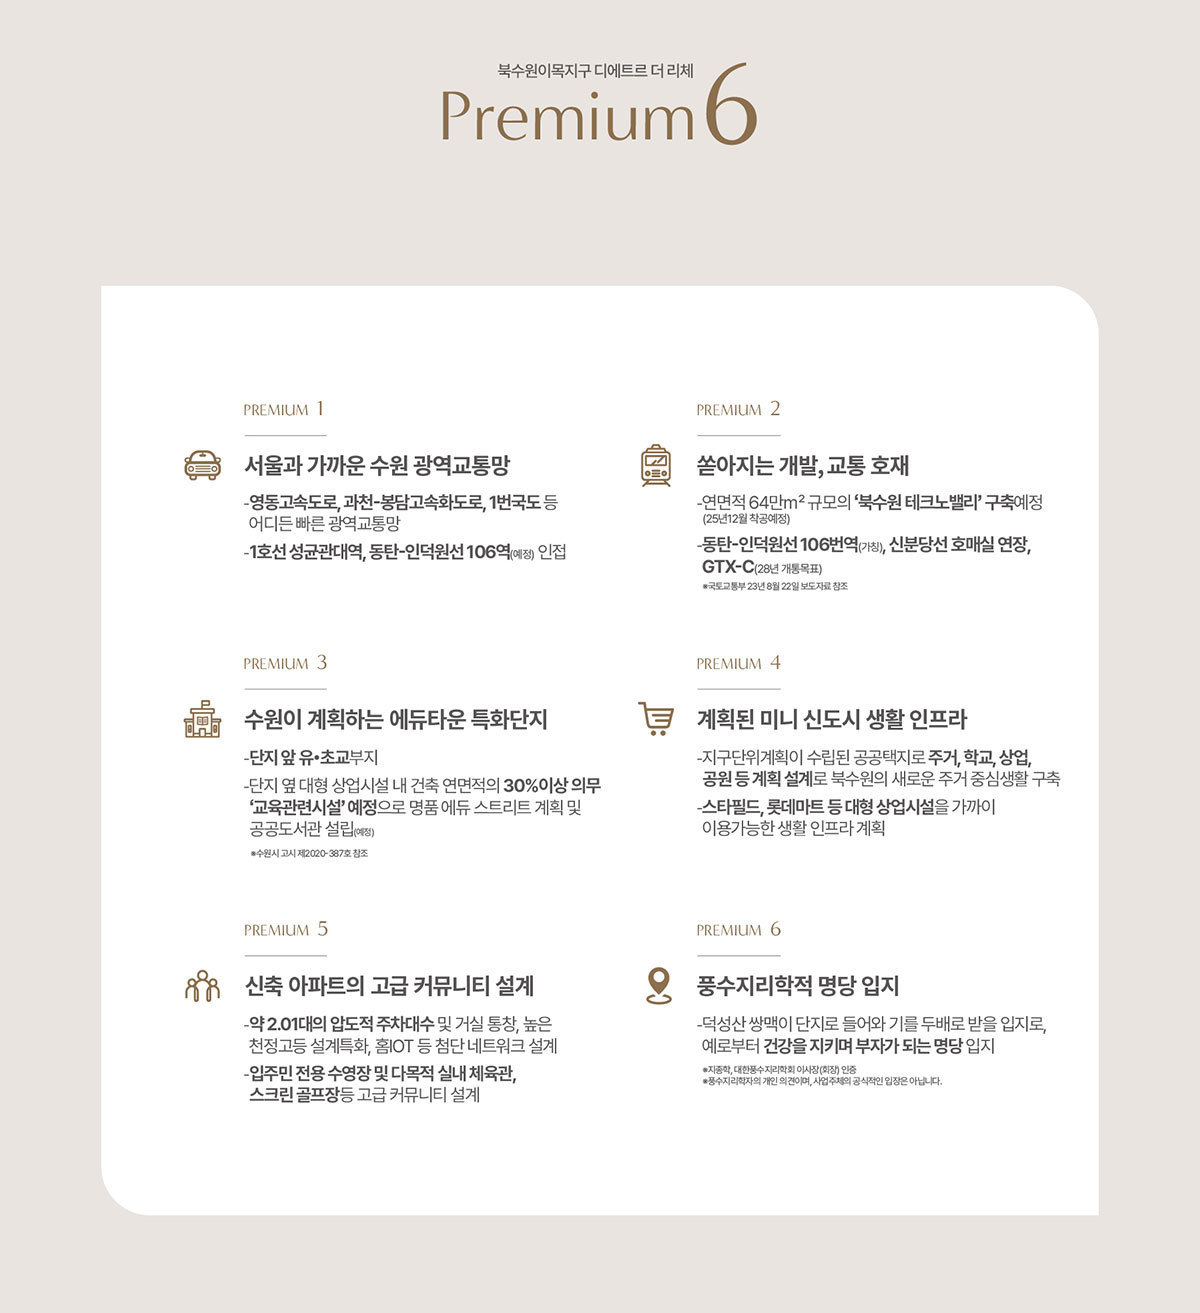 북수원이목지구 디에트르 더 리체
Premium 6
PREMIUM 1
서울과 가까운 수원 광역교통망
-영동고속도로, 과천-봉담고속화도로, 1번국도 등
어디든 빠른 광역교통망
-1호선 성균관대역, 동탄-인덕원선 106역(예정) 인접
PREMIUM 2
쏟아지는 개발, 교통 호재
-연면적 64만m² 규모의 ‘북수원 테크노밸리’ 구축예정
(25년12월 착공예정)
-동탄-인덕원선 106번역(가칭), 신분당선 호매실 연장,
GTX-C(28년 개통목표)
※국토교통부 23년 8월 22일 보도자료 참조
PREMIUM 3
수원이 계획하는 에듀타운 특화단지
-단지 앞 유•초교부지
-단지 옆 대형 상업시설 내 건축 연면적의 30%이상 의무
‘교육관련시설’ 예정으로 명품 에듀 스트리트 계획 및
공공도서관 설립(예정)
※수원시 고시 제2020-387호 참조
PREMIUM 4
계획된 미니 신도시 생활 인프라
-지구단위계획이 수립된 공공택지로 주거, 학교, 상업,
공원 등 계획 설계로 북수원의 새로운 주거 중심생활 구축
-스타필드, 롯데마트 등 대형 상업시설을 가까이
이용가능한 생활 인프라 계획
PREMIUM 5
신축 아파트의 고급 커뮤니티 설계
-약 2.01대의 압도적 주차대수 및 거실 통창, 높은
천정고등 설계특화, 홈IOT 등 첨단 네트워크 설계
-입주민 전용 수영장 및 다목적 실내 체육관,
스크린 골프장등 고급 커뮤니티 설계
PREMIUM 6
풍수지리학적 명당 입지
-덕성산 쌍맥이 단지로 들어와 기를 두배로 받을 입지로,
예로부터 건강을 지키며 부자가 되는 명당 입지
※지종학, 대한풍수지리학회 이사장(회장) 인증
※풍수지리학자의 개인 의견이며, 사업주체의 공식적인 입장은 아닙니다.